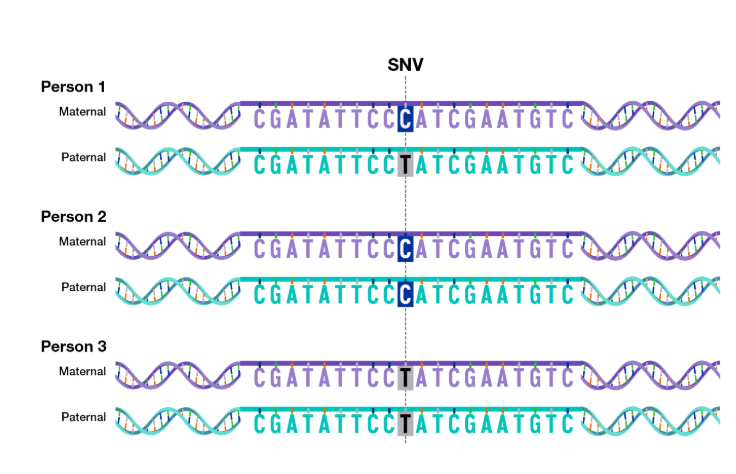 SNV
Person 1
Maternal CGATATTCCCATCGAATGTC
Paternal CGATATTCCTATCGAATGTC
Person 2
Maternal CGATATTCCCATCGAATGTC
Paternal CGATATTCCCATCGAATGTC
Person 3
Maternal CGATATTCCTATCGAATGTC
Paternal CGATATTCCTATCGAATGTC